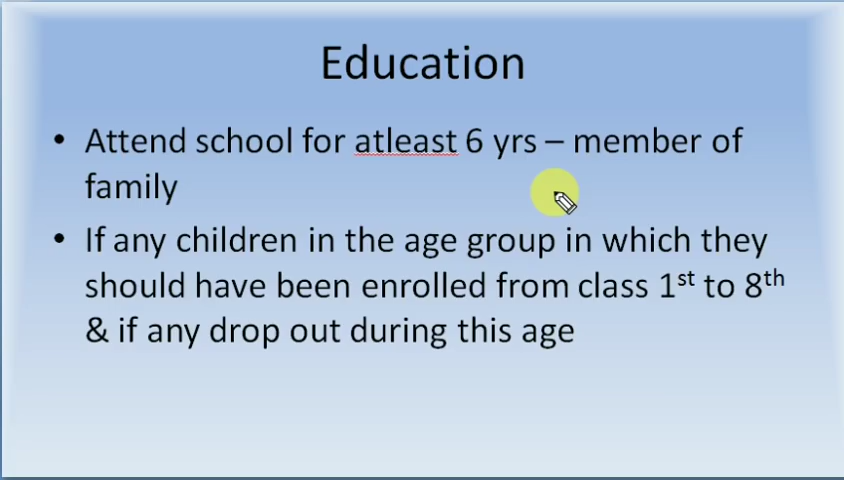 Education
• Attend school for atleast 6 yrs – member of
family
• If any children in the age group in which they
should have been enrolled from class 1st to 8th
& if any drop out during this age